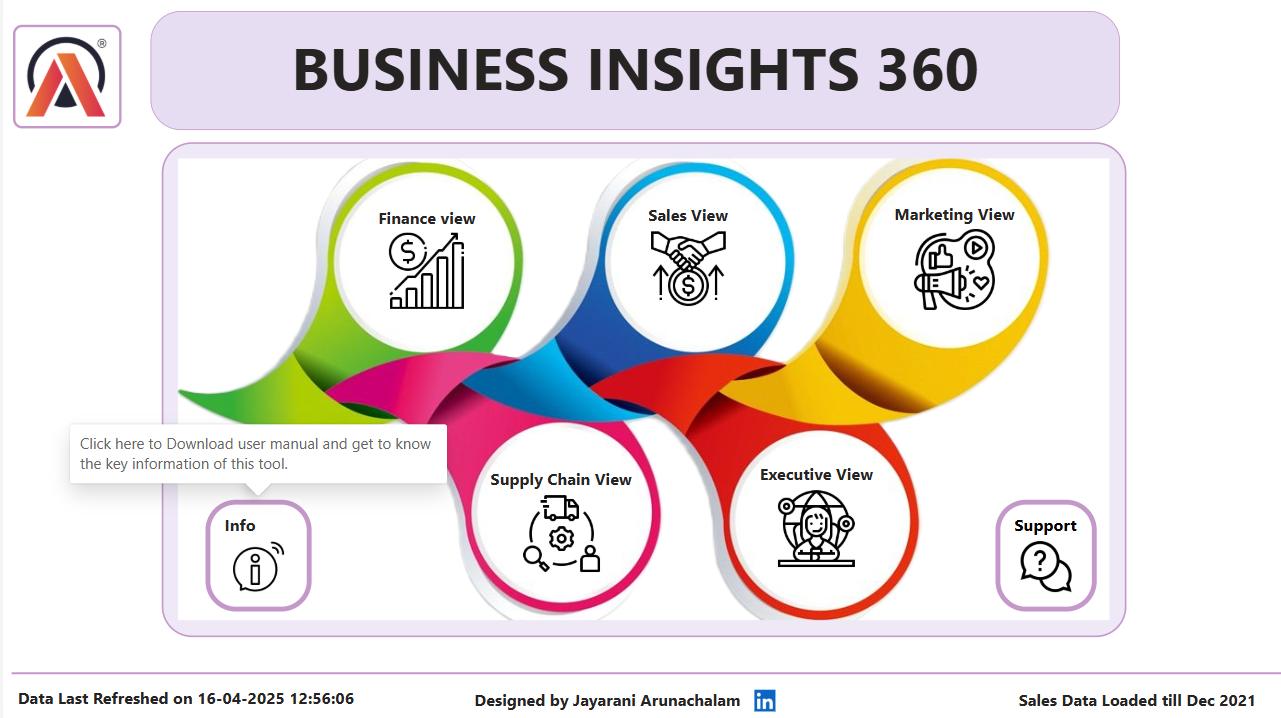 ®
BUSINESS INSIGHTS 360
Finance view
Sales View
Marketing View
Click here to Download user manual and get to know
the key information of this tool.
Supply Chain View
Executive View
Info
Support
Data Last Refreshed on 16-04-2025 12:56:06
Designed by Jayarani Arunachalam
in
Sales Data Loaded till Dec 2021